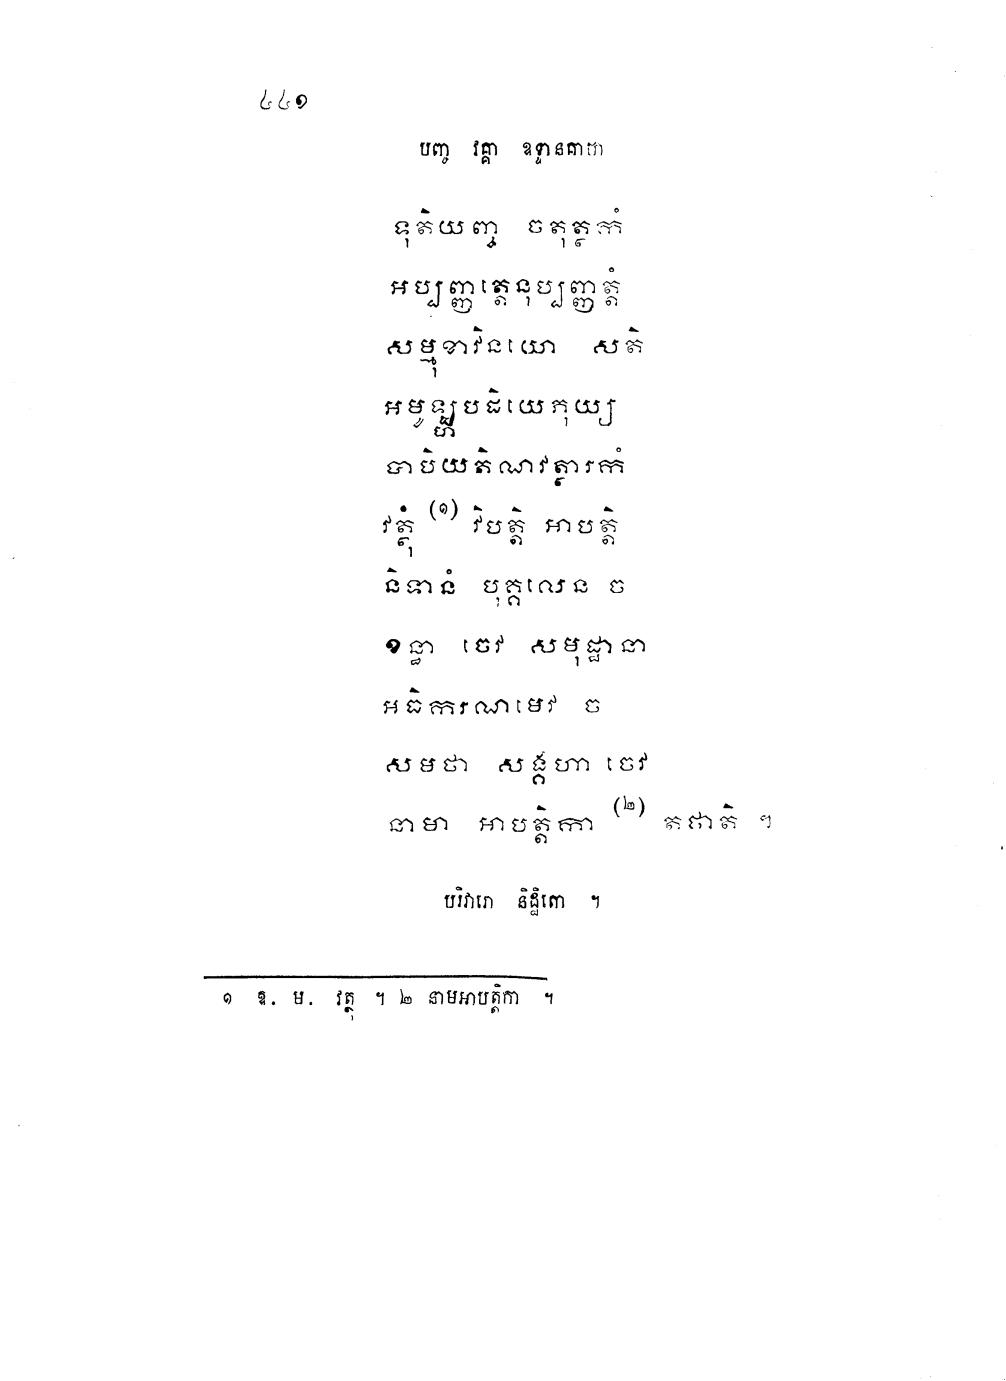 ៤៤១
បញ្ច វគ្គា ឧទ្ទានគាថា
ទុតិយញ្ច ចតុត្ថកំ
អប្បញ្ញត្តេនុប្បញ្ញត្តំ
សម្មុខាវិនយោ សតិ
អមូឡ្ហបដិយេភុយ្យ
បាបិយតិណវត្ថារកំ
វត្ថុំ (១) វិបត្តិ អាបត្តិ
និទានំ បុគ្គលេន ច
ខន្ធា ចេវ សមុដ្ឋានា
អធិករណមេវ ច
សមថា សង្គហា ចេវ
នាមា អាបត្តិកា (២) តថាតិ ។
បរិវារោ និដ្ឋិតោ ។
១ ឱ. ម. វត្ថុ ។ ២ នាមអាបត្តិកា ។